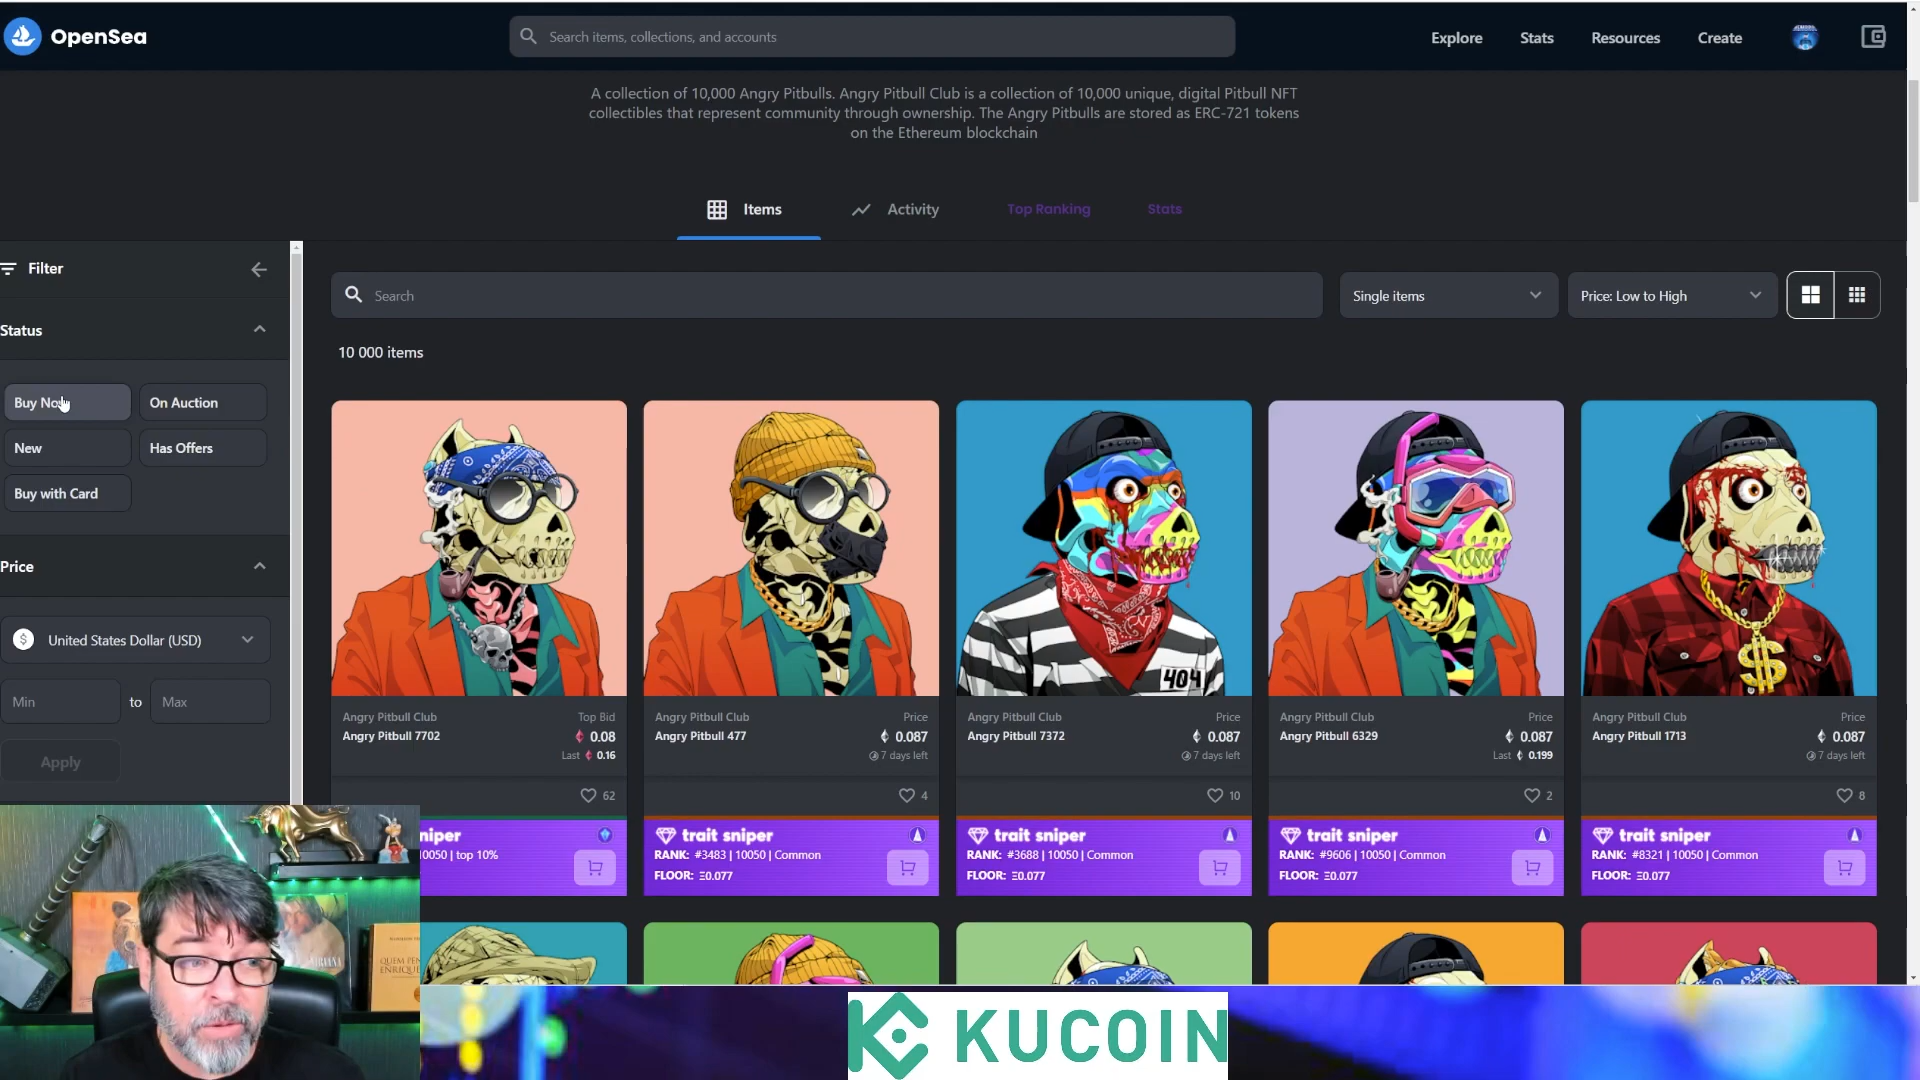 OpenSea
Search items, collections, and accounts
Explore
Stats
Resources
Create
A collection of 10,000 Angry Pitbulls. Angry Pitbull Club is a collection of 10,000 unique, digital Pitbull NFT
collectibles that represent community through ownership. The Angry Pitbulls are stored as ERC-721 tokens
on the Ethereum blockchain
Items
Activity
Top Ranking
Stats
Filter
Search
Single items
Price: Low to High
Status
10 000 items
Buy Now
On Auction
New
Has Offers
Buy with Card
Price
$ United States Dollar (USD)
Min
to
Max
Apply
404
Angry Pitbull Club
Top Bid
Angry Pitbull 7702
0.08
Last 0.16
62
Angry Pitbull Club
Price
Angry Pitbull 477
0.087
7 days left
4
Angry Pitbull Club
Price
Angry Pitbull 7372
0.087
7 days left
10
Angry Pitbull Club
Price
Angry Pitbull 6329
0.087
Last 0.199
2
Angry Pitbull Club
Price
Angry Pitbull 1713
0.087
7 days left
8
niper
0050 | top 10%
trait sniper
RANK: #3483 | 10050 | Common
FLOOR: Ξ0.077
trait sniper
RANK: #3688 | 10050 | Common
FLOOR: Ξ0.077
trait sniper
RANK: #9606 | 10050 | Common
FLOOR: Ξ0.077
trait sniper
RANK: #8321 | 10050 | Common
FLOOR: Ξ0.077
NIRVANA
QUEM PEN
ENRIQUE
KUCOIN